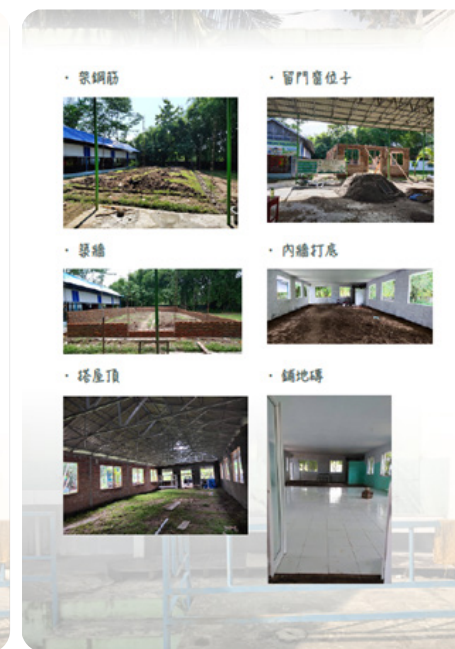 · 架鋼筋
· 留門窗位子
· 築牆
· 內牆打底
· 搭屋頂
· 鋪地磚